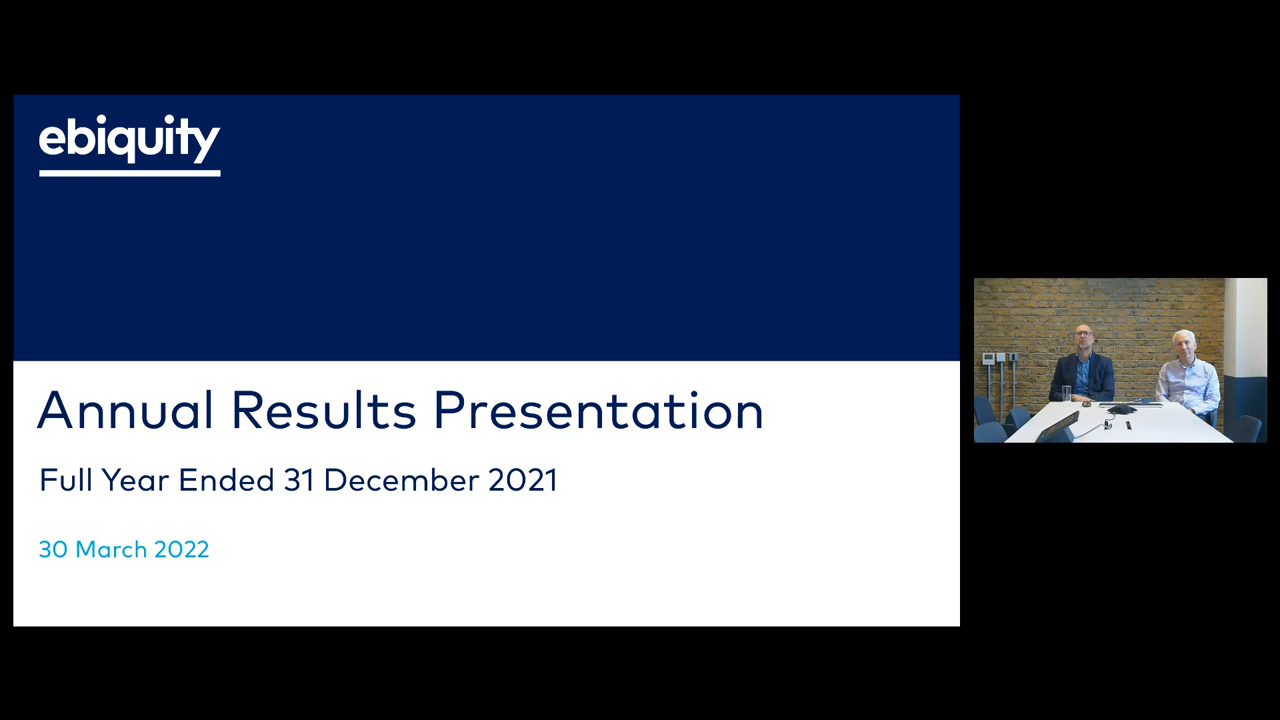 ebiquity
Annual Results Presentation
Full Year Ended 31 December 2021
30 March 2022